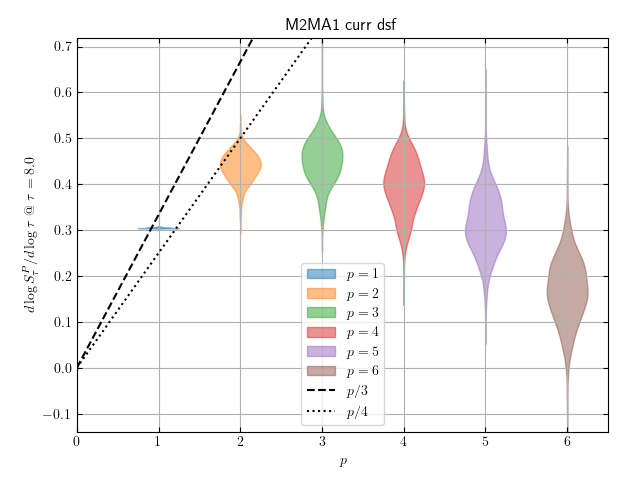 M2MA1 curr dsf
0.7
0.6
0.5
0.4
0.3
0.2
0.1
0.0
−0.1
d log S_τ^P / d log τ @ τ = 8.0
p = 1
p = 2
p = 3
p = 4
p = 5
p = 6
p/3
p/4
0 1 2 3 4 5 6
p